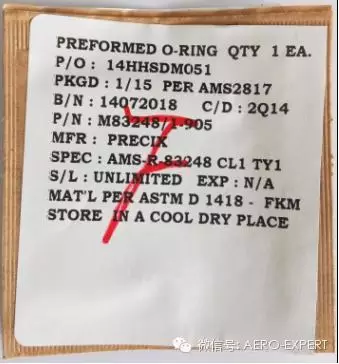 PREFORMED O-RING QTY 1 EA.
P/O : 14HHSDM051
PKGD : 1/15 PER AMS2817
B/N : 14072018 C/D : 2Q14
P/N : M83248/1-905
MFR : PRECIX
SPEC : AMS-R-83248 CL1 TY1
S/L : UNLIMITED EXP : N/A
MAT'L PER ASTM D 1418 - FKM
STORE IN A COOL DRY PLACE
微信号: AERO-EXPERT